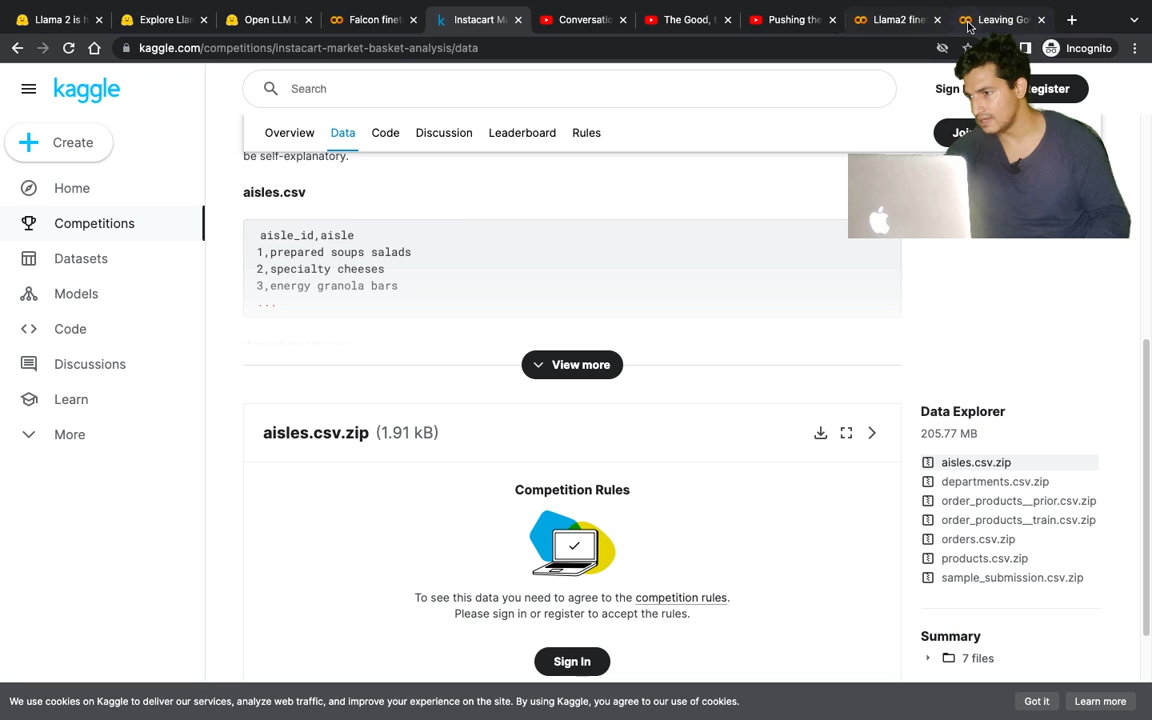 Llama 2 is h
Explore Llam
Open LLM L
Falcon finet
Instacart Ma
Conversatio
The Good, t
Pushing the
Llama2 fine
Leaving Go
kaggle.com/competitions/instacart-market-basket-analysis/data
Incognito
kaggle
Search
Sign
egister
Overview
Data
Code
Discussion
Leaderboard
Rules
Joi
Create
Home
Competitions
Datasets
Models
Code
Discussions
Learn
More
be self-explanatory.
aisles.csv
aisle_id,aisle
1,prepared soups salads
2,specialty cheeses
3,energy granola bars
...
View more
aisles.csv.zip (1.91 kB)
Competition Rules
To see this data you need to agree to the competition rules.
Please sign in or register to accept the rules.
Sign In
Data Explorer
205.77 MB
aisles.csv.zip
departments.csv.zip
order_products__prior.csv.zip
order_products__train.csv.zip
orders.csv.zip
products.csv.zip
sample_submission.csv.zip
Summary
7 files
We use cookies on Kaggle to deliver our services, analyze web traffic, and improve your experience on the site. By using Kaggle, you agree to our use of cookies.
Got it
Learn more